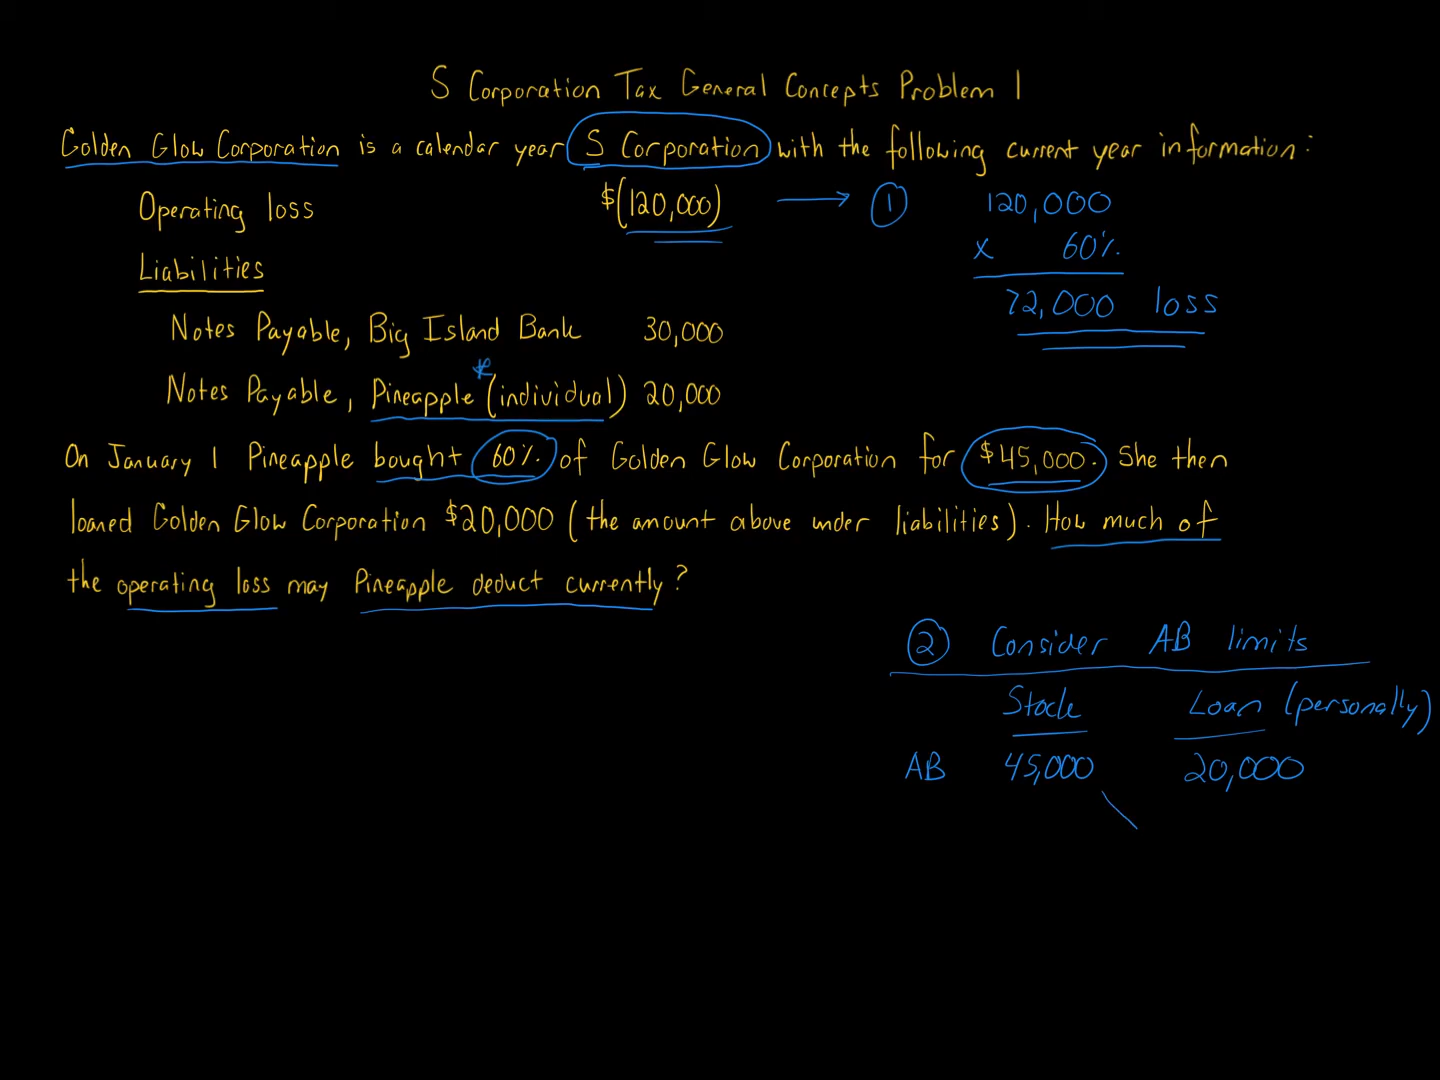 S Corporation Tax General Concepts Problem 1
Golden Glow Corporation is a calendar year S Corporation with the following current year information:
Operating loss $(120,000) → 1 120,000
x 60%
Liabilities
72,000 loss
Notes Payable, Big Island Bank 30,000
Notes Payable, Pineapple* (individual) 20,000
On January 1 Pineapple bought 60% of Golden Glow Corporation for $45,000. She then
loaned Golden Glow Corporation $20,000 (the amount above under liabilities). How much of
the operating loss may Pineapple deduct currently?
2 Consider AB limits
Stock Loan (personally)
AB 45,000 20,000